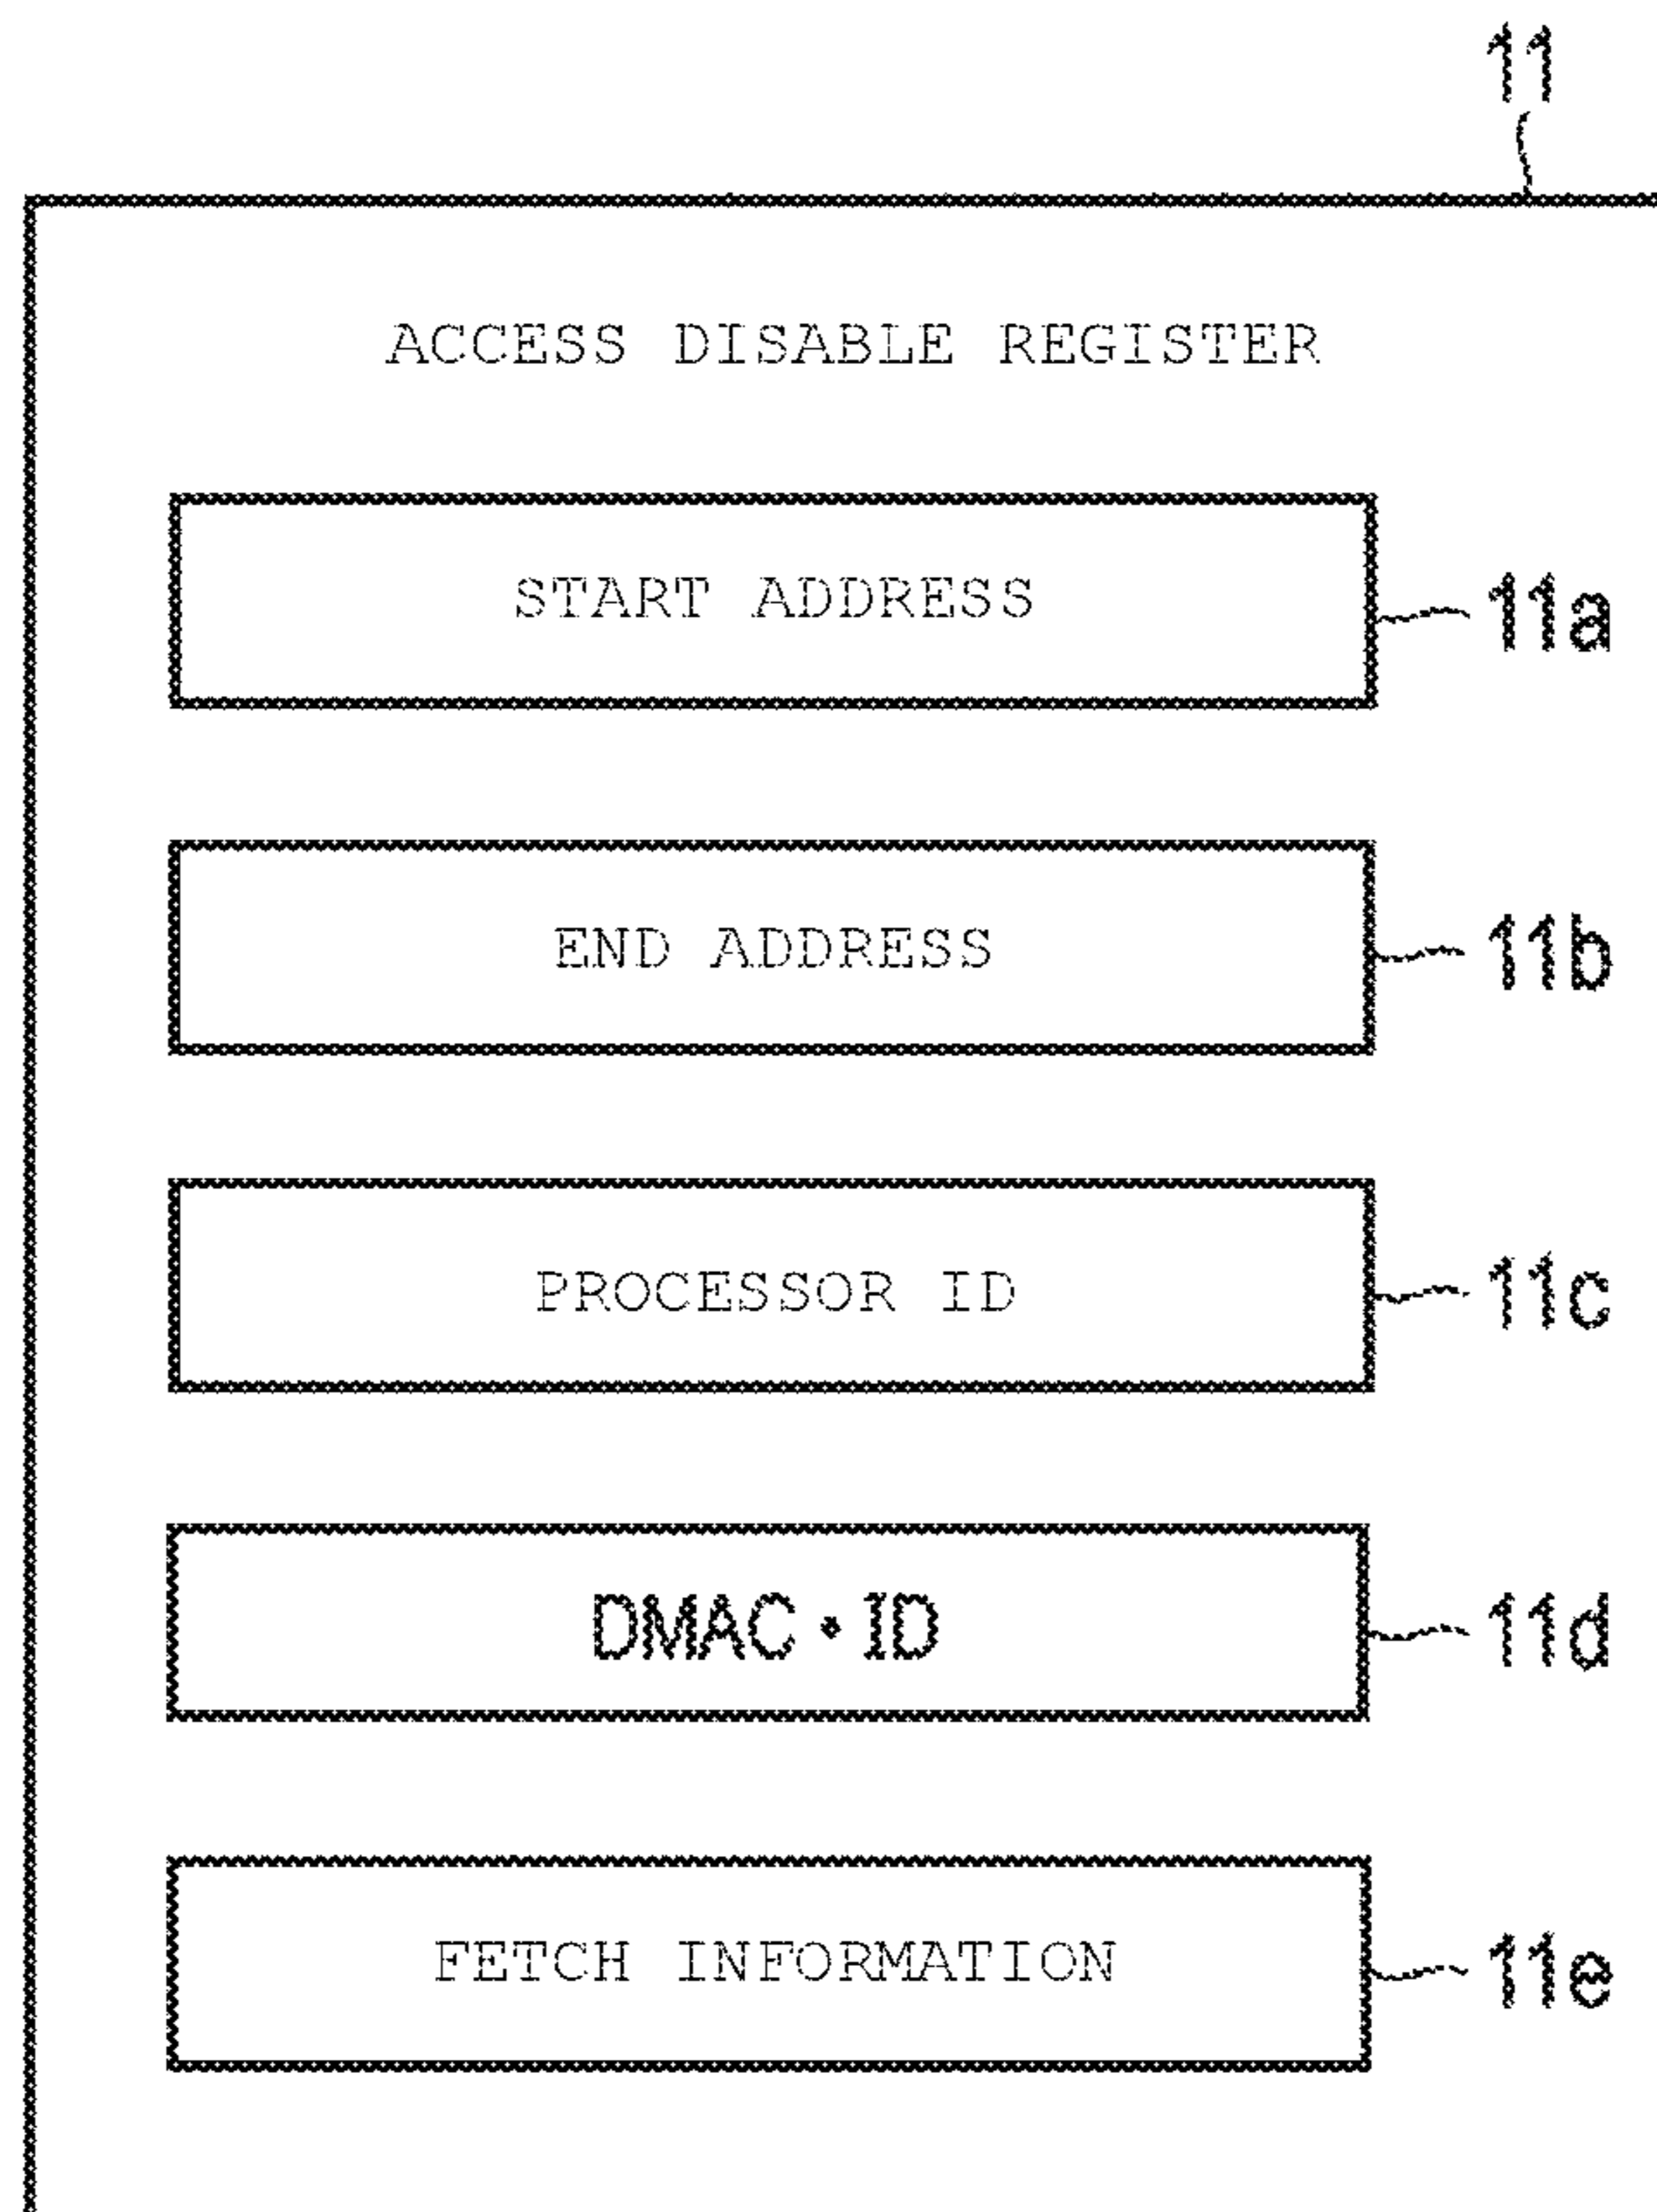 11
ACCESS DISABLE REGISTER
START ADDRESS
11a
END ADDRESS
11b
PROCESSOR ID
11c
DMAC・ID
11d
FETCH INFORMATION
11e